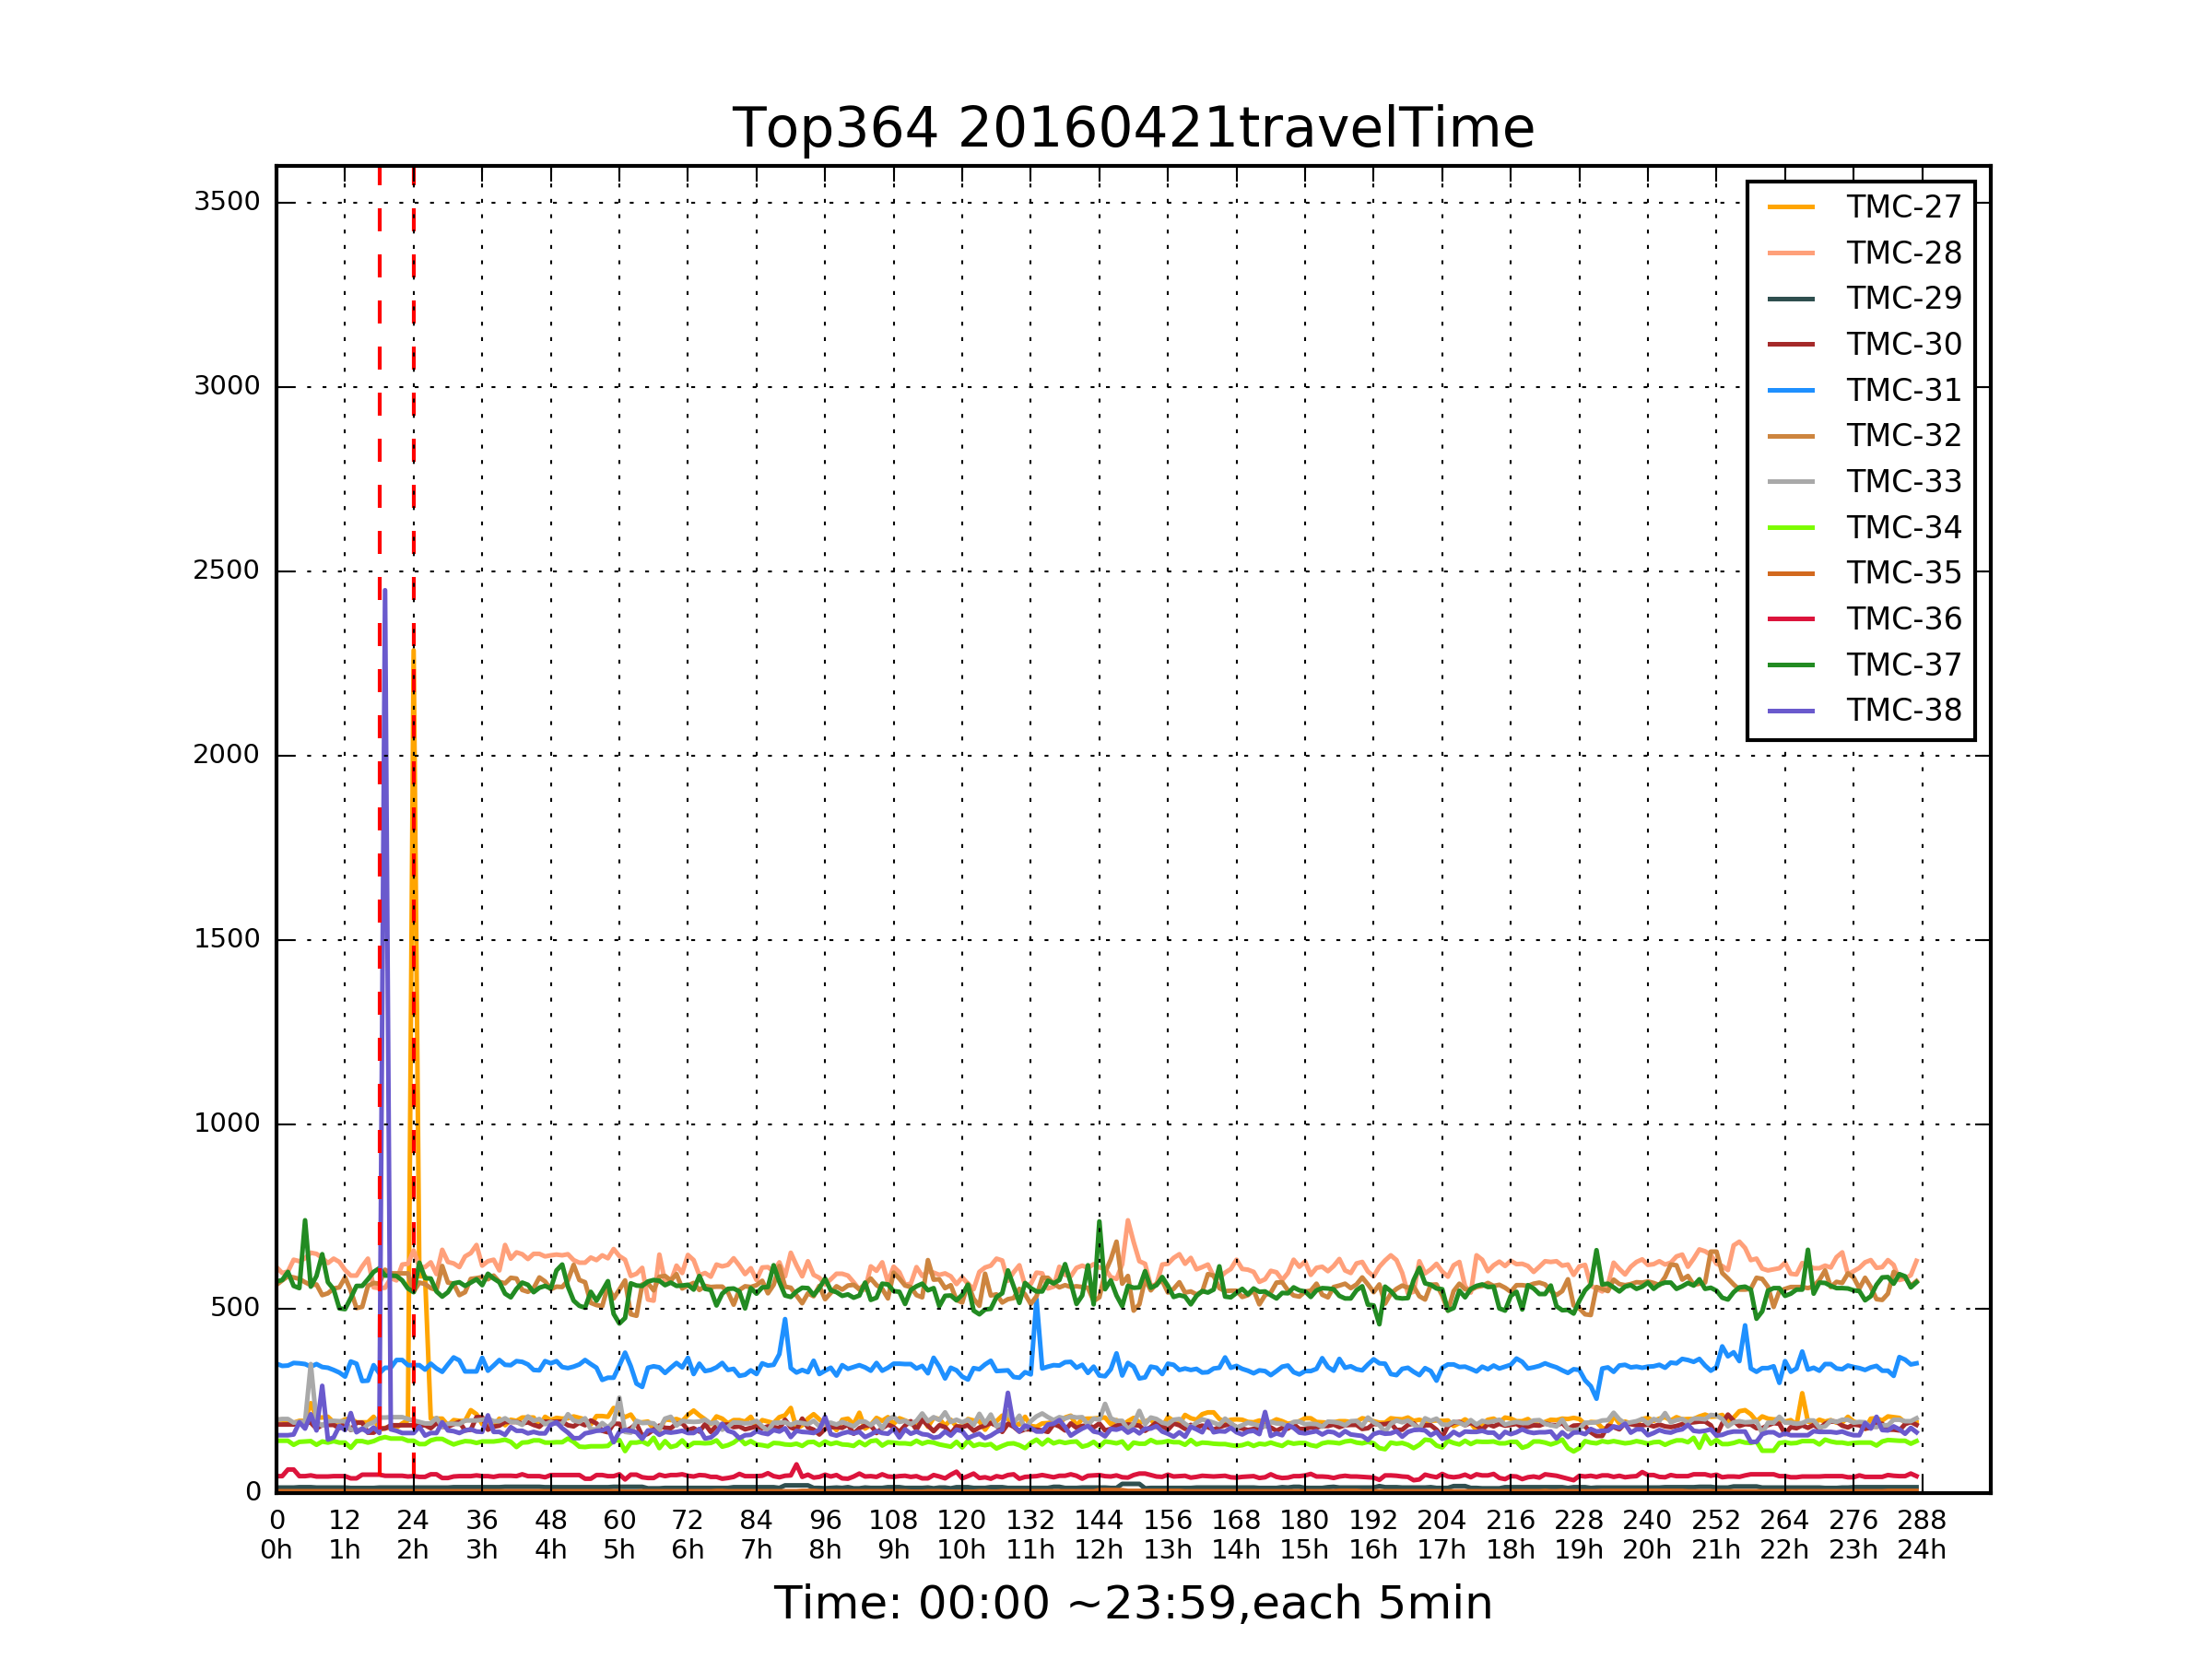 Top364 20160421travelTime
3500
3000
2500
2000
1500
1000
500
0
TMC-27
TMC-28
TMC-29
TMC-30
TMC-31
TMC-32
TMC-33
TMC-34
TMC-35
TMC-36
TMC-37
TMC-38
0 12 24 36 48 60 72 84 96 108 120 132 144 156 168 180 192 204 216 228 240 252 264 276 288
0h 1h 2h 3h 4h 5h 6h 7h 8h 9h 10h 11h 12h 13h 14h 15h 16h 17h 18h 19h 20h 21h 22h 23h 24h
Time: 00:00 ~23:59,each 5min